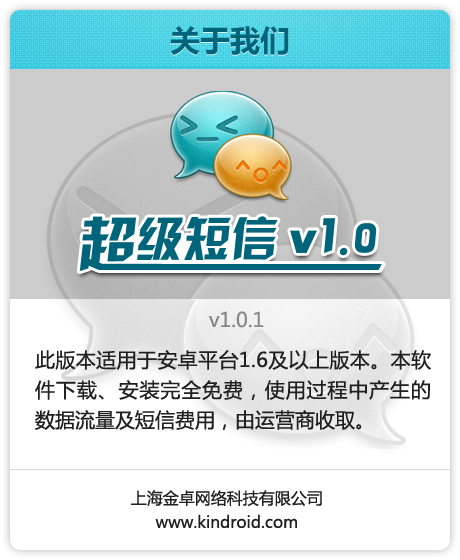 关于我们
超级短信 v1.0
v1.0.1
此版本适用于安卓平台1.6及以上版本。本软
件下载、安装完全免费，使用过程中产生的
数据流量及短信费用，由运营商收取。
上海金卓网络科技有限公司
www.kindroid.com